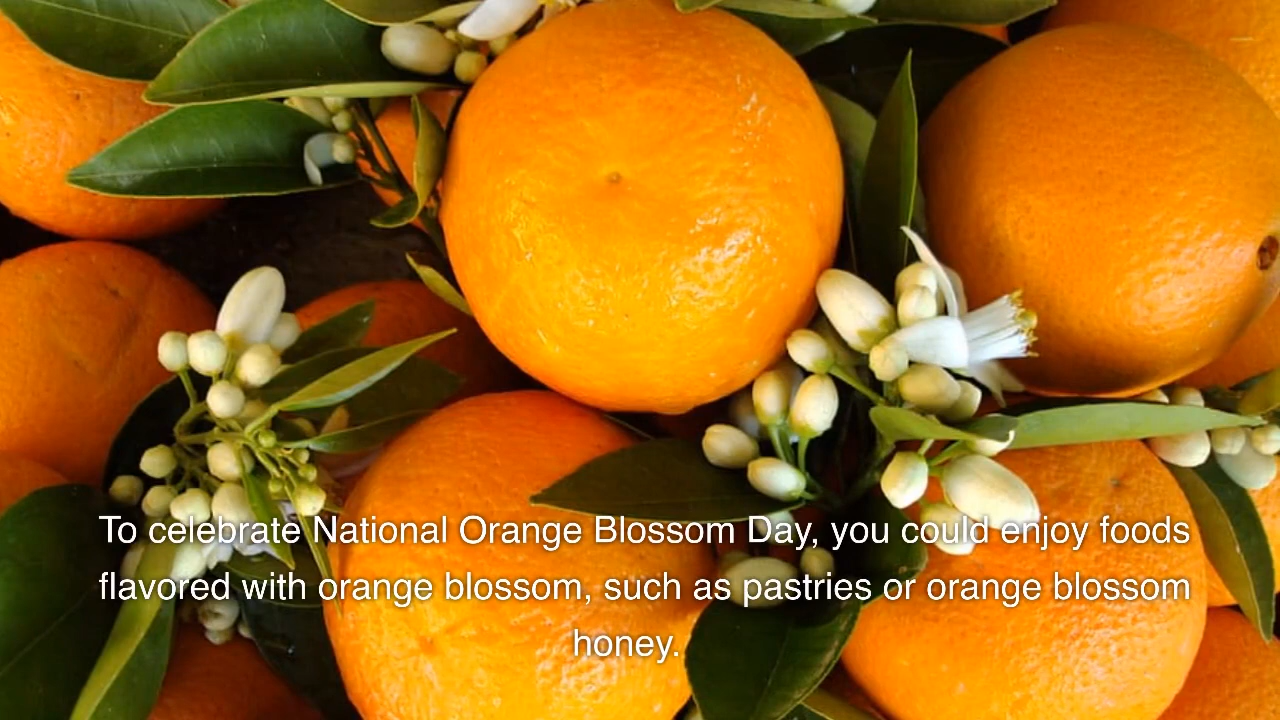 To celebrate National Orange Blossom Day, you could enjoy foods
flavored with orange blossom, such as pastries or orange blossom
honey.